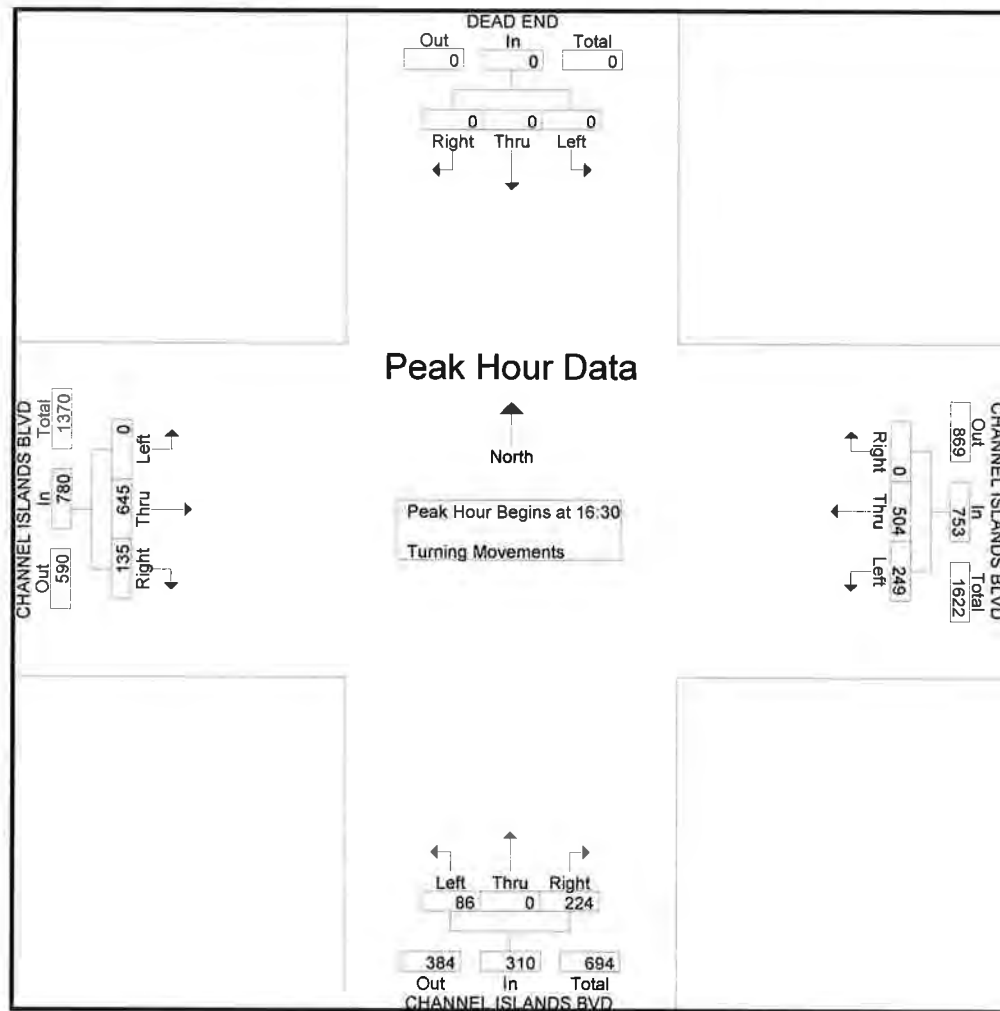 DEAD END
Out In Total
0 0 0
0 0 0
Right Thru Left
Peak Hour Data
North
Peak Hour Begins at 16:30
Turning Movements
CHANNEL ISLANDS BLVD
Total In Out
1370 780 590
0 645 135
Left Thru Right
CHANNEL ISLANDS BLVD
Out In Total
869 753 1622
0 504 249
Right Thru Left
Left Thru Right
86 0 224
384 310 694
Out In Total
CHANNEL ISLANDS BVD